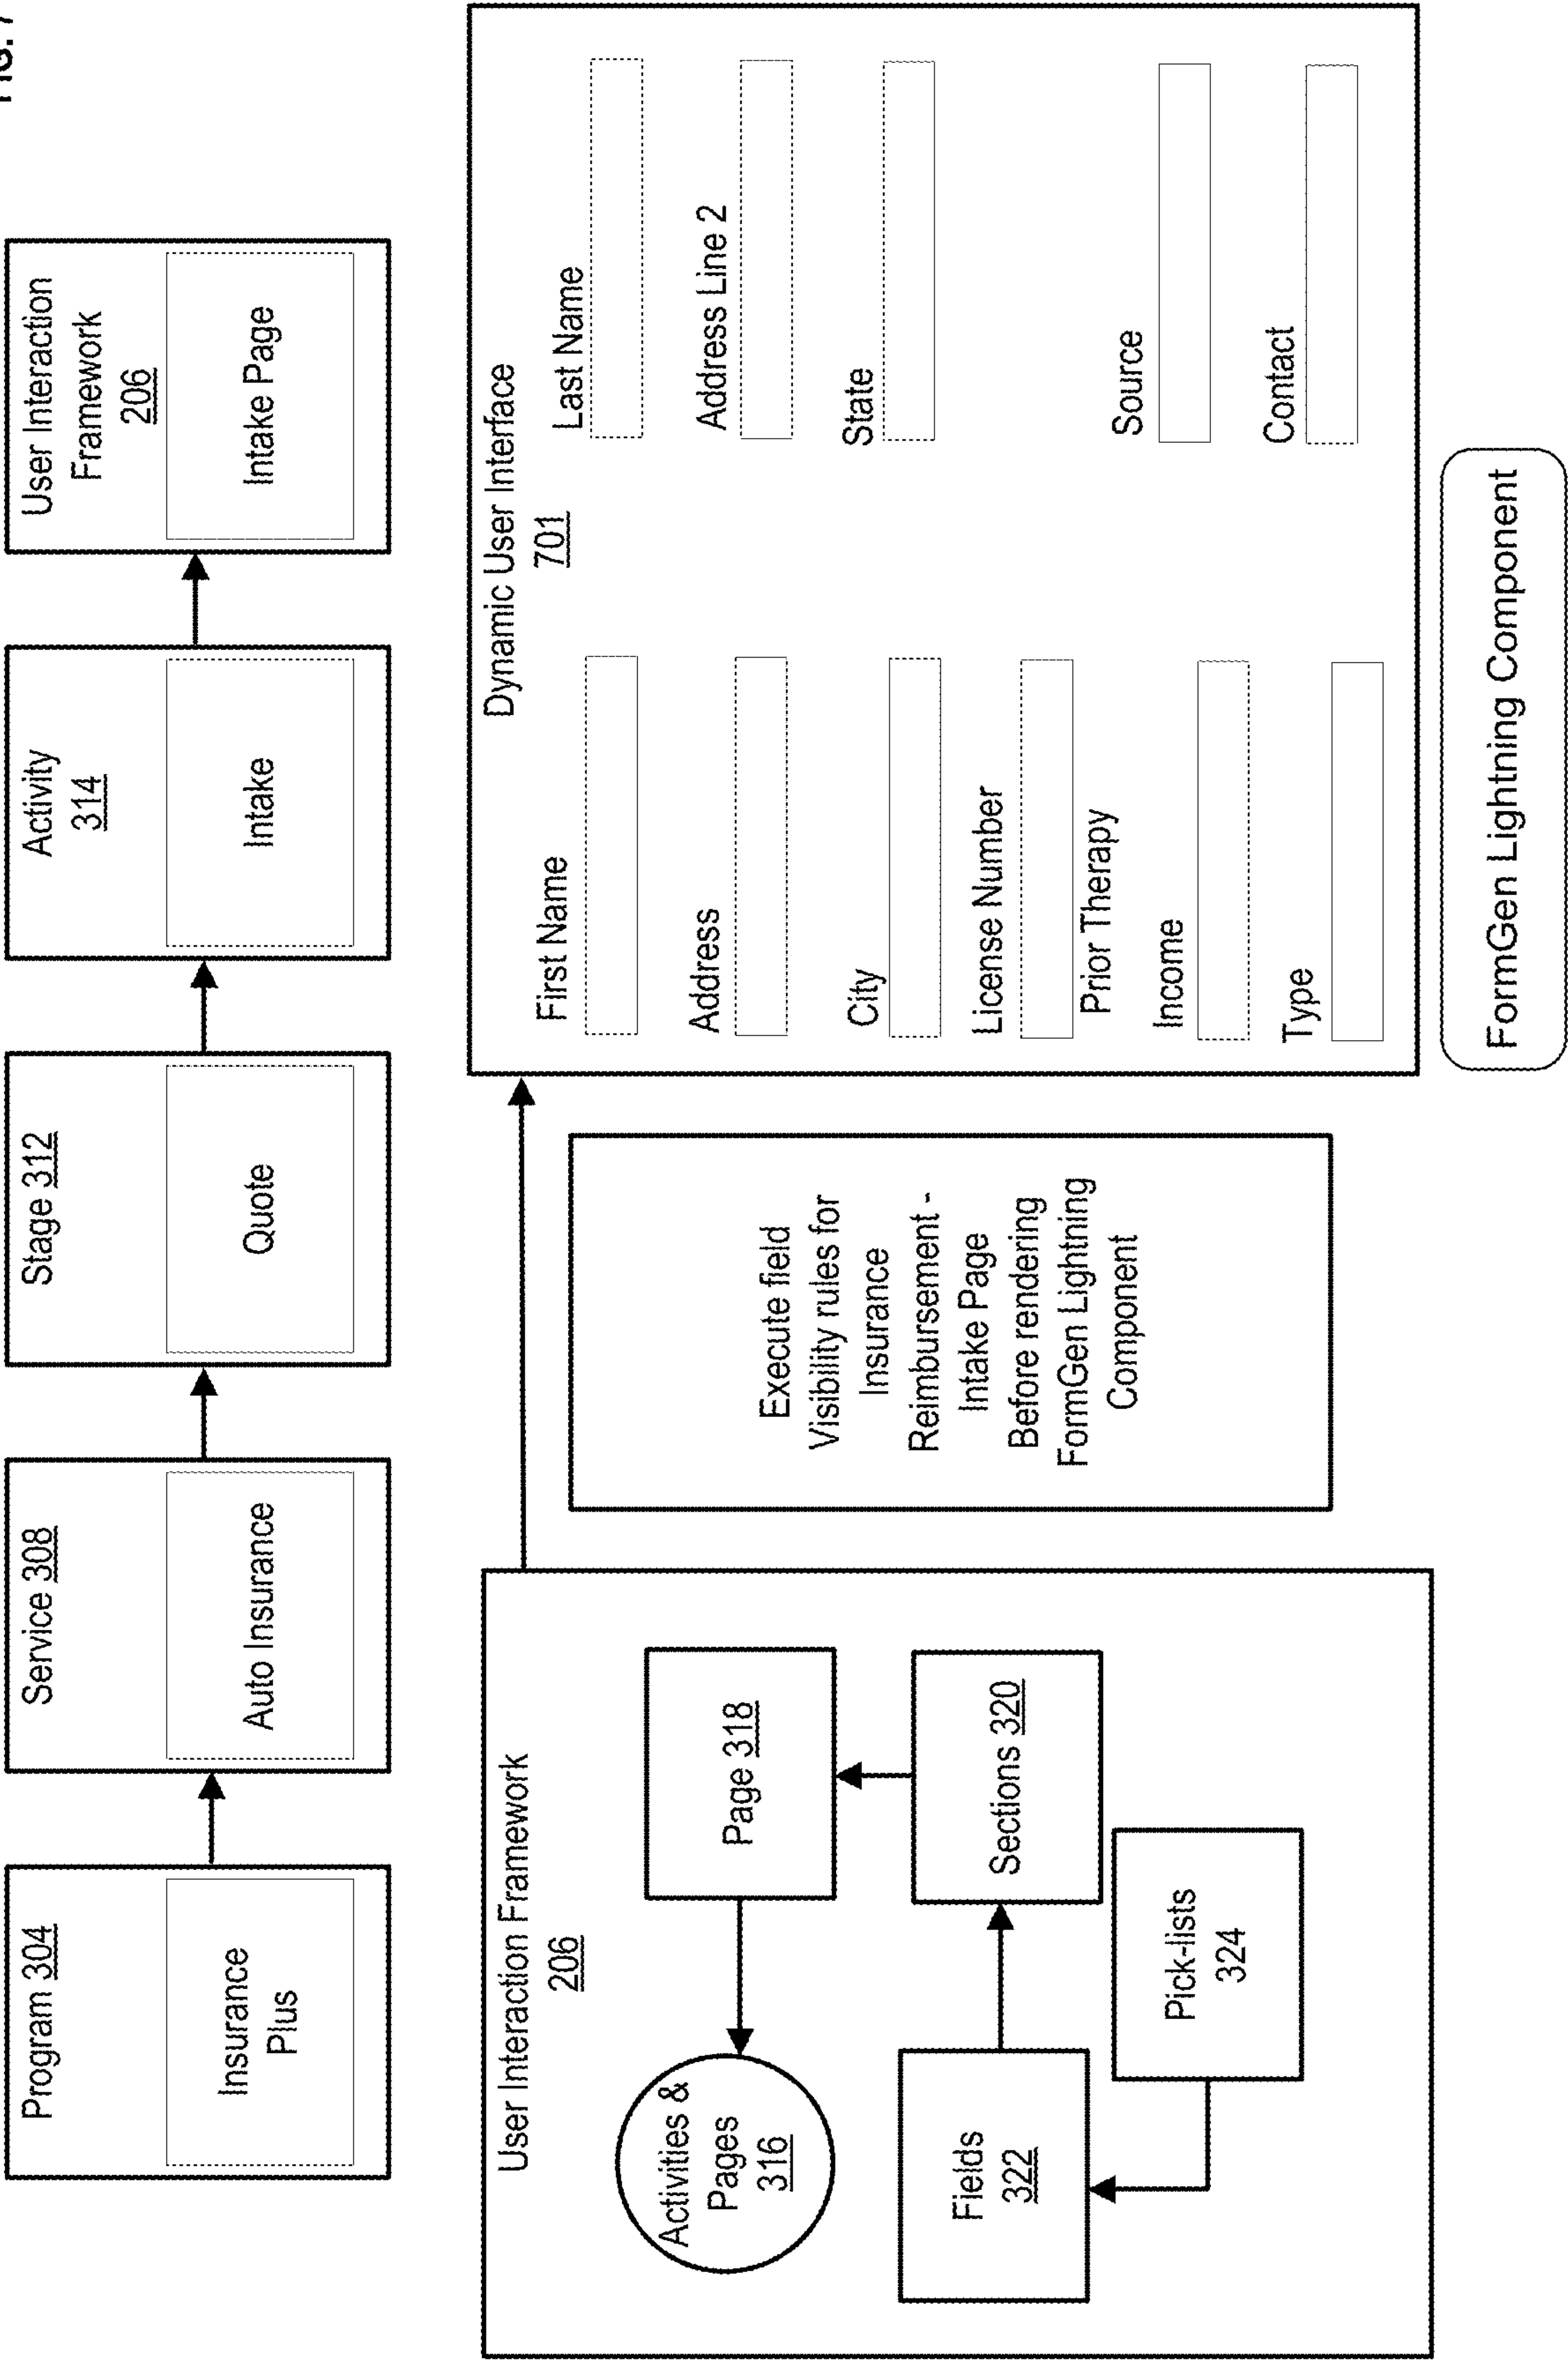 FIG. 7
Program 304
Insurance
Plus
Service 308
Auto Insurance
Stage 312
Quote
Activity
314
Intake
User Interaction
Framework
206
Intake Page
User Interaction Framework
206
Activities &
Pages
316
Page 318
Fields
322
Sections 320
Pick-lists
324
Execute field
Visibility rules for
Insurance
Reimbursement -
Intake Page
Before rendering
FormGen Lightning
Component
Dynamic User Interface
701
First Name
Last Name
Address
Address Line 2
City
State
License Number
Prior Therapy
Income
Source
Type
Contact
FormGen Lightning Component